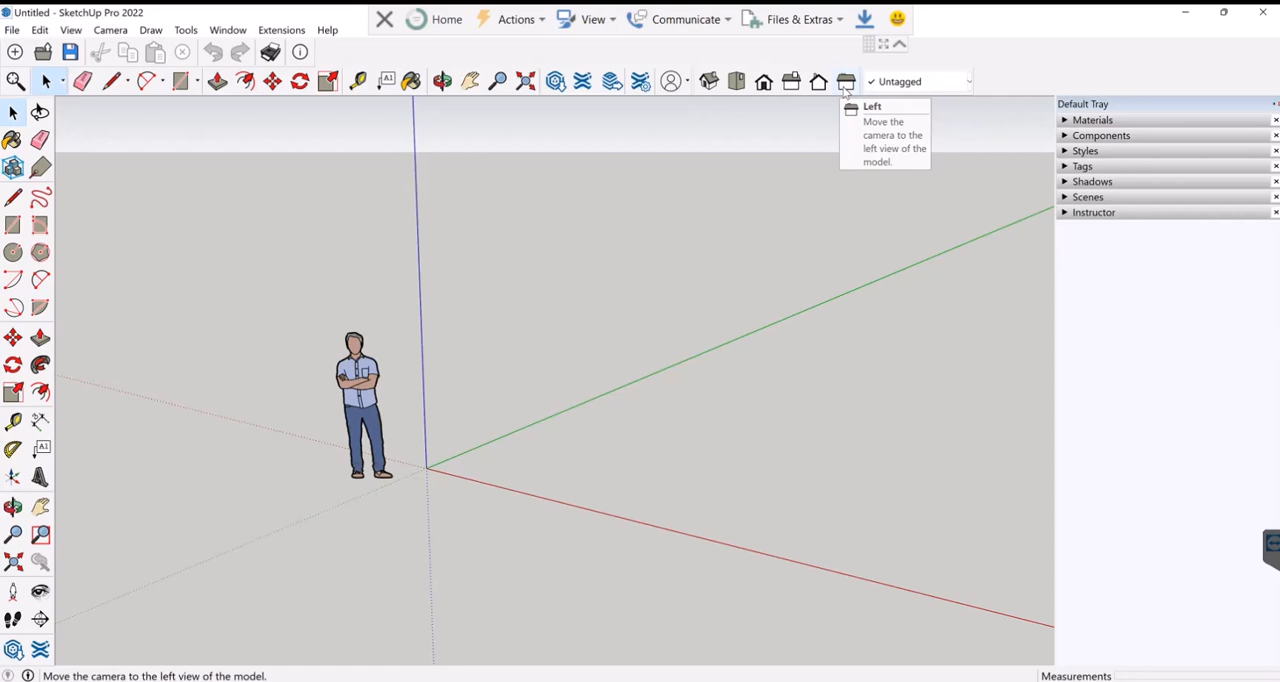 Untitled - SketchUp Pro 2022
Home
Actions
View
Communicate
Files & Extras
File Edit View Camera Draw Tools Window Extensions Help
A1
✓ Untagged
Left
Move the
camera to the
left view of the
model.
Default Tray
Materials
Components
Styles
Tags
Shadows
Scenes
Instructor
A1
Move the camera to the left view of the model.
Measurements